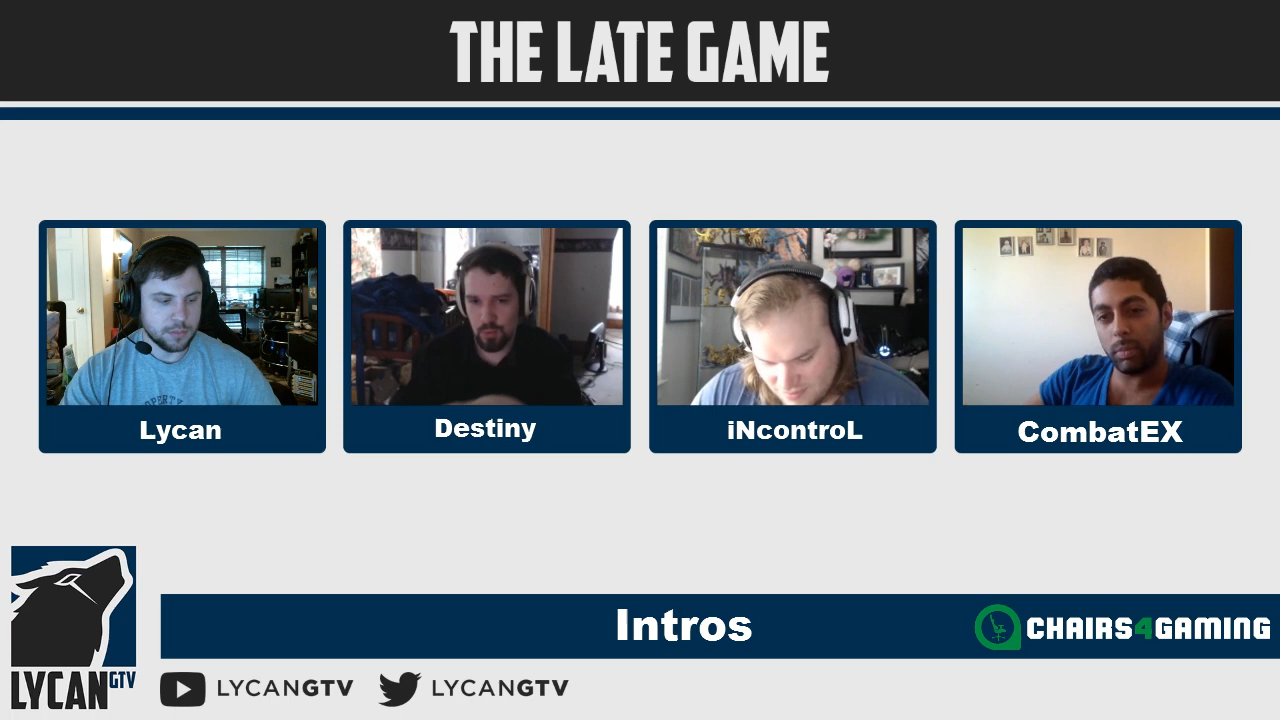 THE LATE GAME
Lycan
Destiny
iNcontroL
CombatEX
Intros
CHAIRS4GAMING
LYCANGTV
LYCANGTV
LYCANGTV